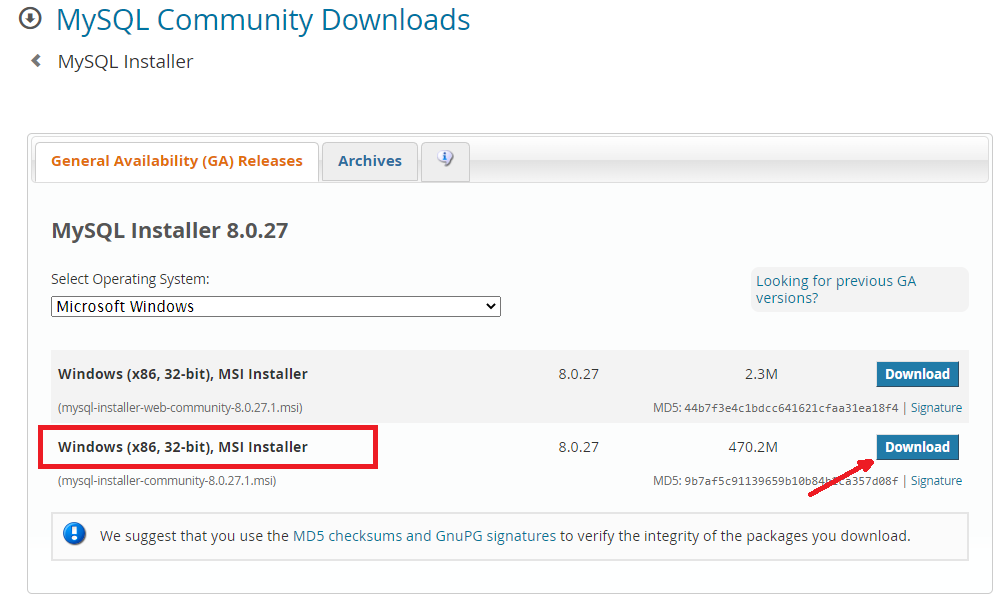 MySQL Community Downloads
MySQL Installer
General Availability (GA) Releases
Archives
MySQL Installer 8.0.27
Select Operating System:
Looking for previous GA
versions?
Microsoft Windows
Windows (x86, 32-bit), MSI Installer 8.0.27 2.3M Download
(mysql-installer-web-community-8.0.27.1.msi) MD5: 44b7f3e4c1bdcc641621cfaa31ea18f4 | Signature
Windows (x86, 32-bit), MSI Installer 8.0.27 470.2M Download
(mysql-installer-community-8.0.27.1.msi) MD5: | Signature
We suggest that you use the MD5 checksums and GnuPG signatures to verify the integrity of the packages you download.